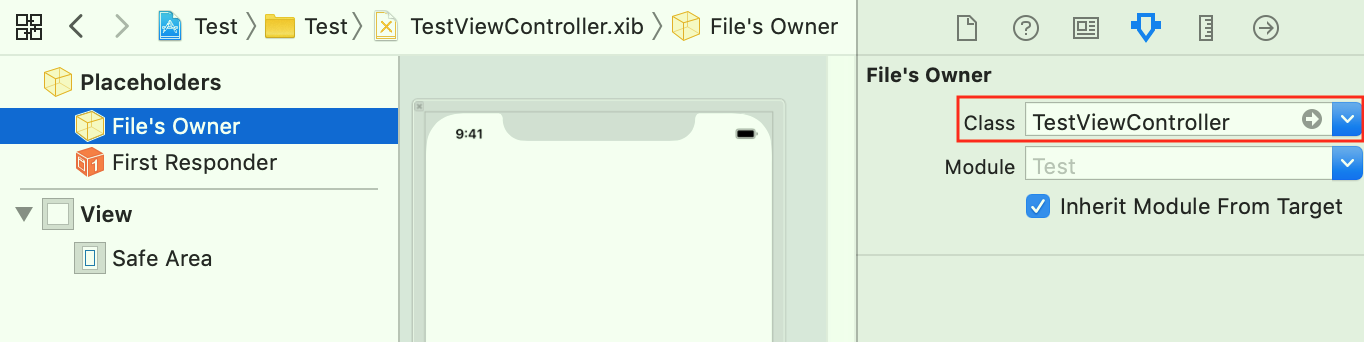 Test Test TestViewController.xib File's Owner
Placeholders
File's Owner
First Responder
View
Safe Area
9:41
File's Owner
Class TestViewController
Module Test
Inherit Module From Target